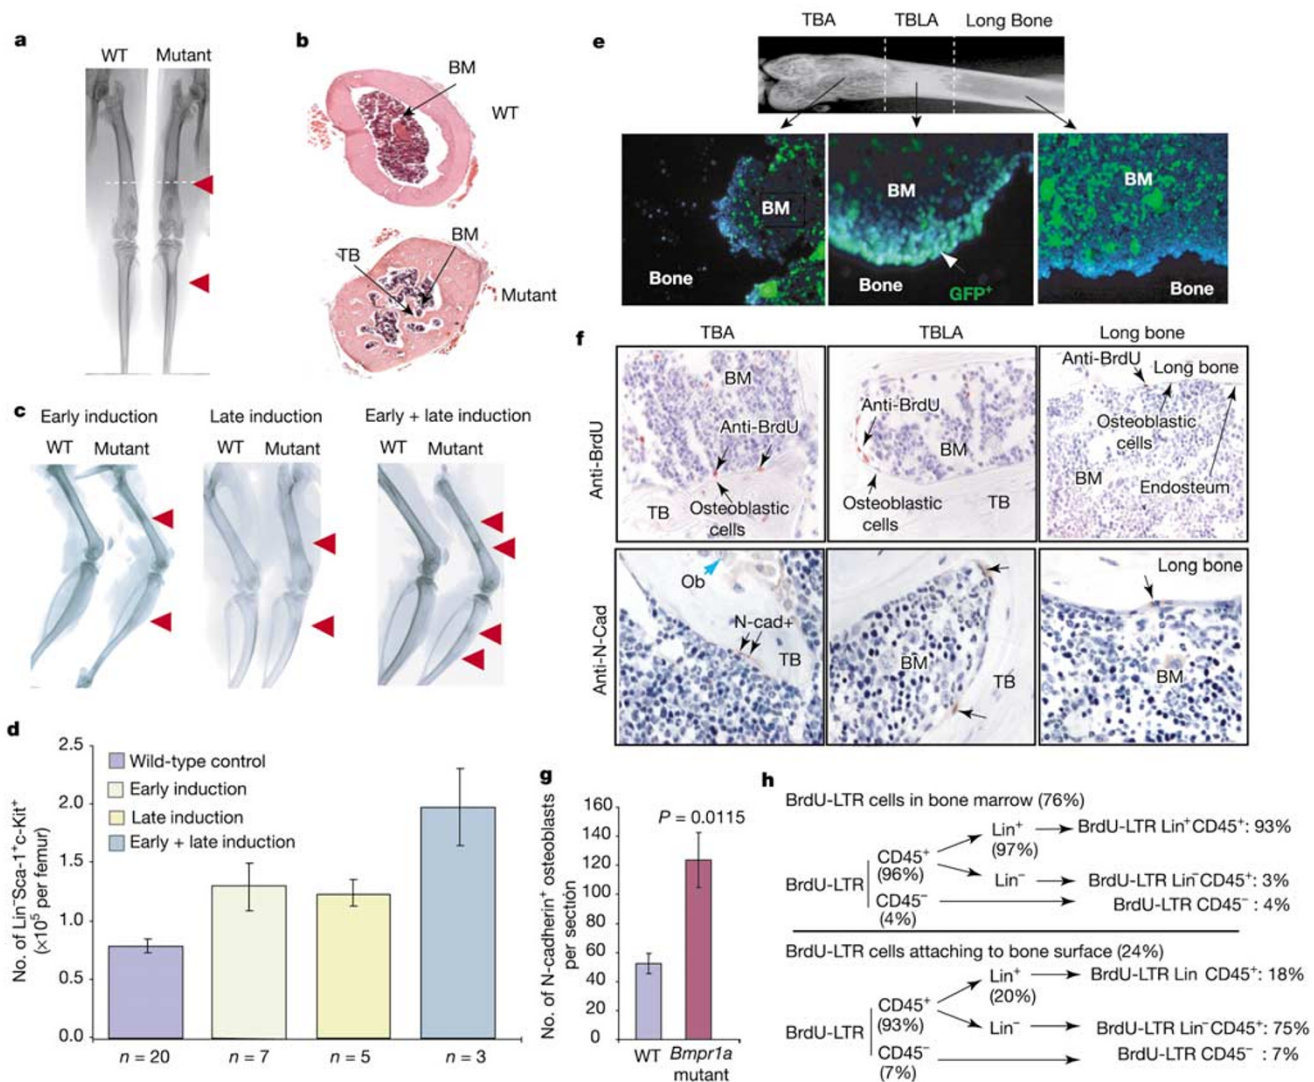 a
WT Mutant
b
BM
WT
BM
TB
Mutant
c
Early induction
WT Mutant
Late induction
WT Mutant
Early + late induction
WT Mutant
d
No. of Lin⁻Sca-1⁺c-Kit⁺
(×10⁵ per femur)
2.5
2.0
1.5
1.0
0.5
0.0
Wild-type control
Early induction
Late induction
Early + late induction
n = 20 n = 7 n = 5 n = 3
e
TBA TBLA Long Bone
BM
Bone
BM
Bone
GFP⁺
BM
Bone
f
TBA TBLA Long bone
Anti-BrdU
BM
Anti-BrdU
Osteoblastic
cells
TB
Anti-BrdU
BM
Osteoblastic
cells
TB
Anti-BrdU
Long bone
Osteoblastic
cells
BM
Endosteum
Anti-N-Cad
Ob
N-cad+
TB
BM
TB
Long bone
BM
g
No. of N-cadherin⁺ osteoblasts
per section
160
140
120
100
80
60
40
20
0
P = 0.0115
WT Bmpr1a
mutant
h
BrdU-LTR cells in bone marrow (76%)
BrdU-LTR
CD45⁺
(96%)
CD45⁻
(4%)
Lin⁺
(97%)
Lin⁻
BrdU-LTR Lin⁺CD45⁺: 93%
BrdU-LTR Lin⁻CD45⁺: 3%
BrdU-LTR CD45⁻ : 4%
BrdU-LTR cells attaching to bone surface (24%)
BrdU-LTR
CD45⁺
(93%)
CD45⁻
(7%)
Lin⁺
(20%)
Lin⁻
BrdU-LTR Lin CD45⁺: 18%
BrdU-LTR Lin⁻CD45⁺: 75%
BrdU-LTR CD45⁻ : 7%